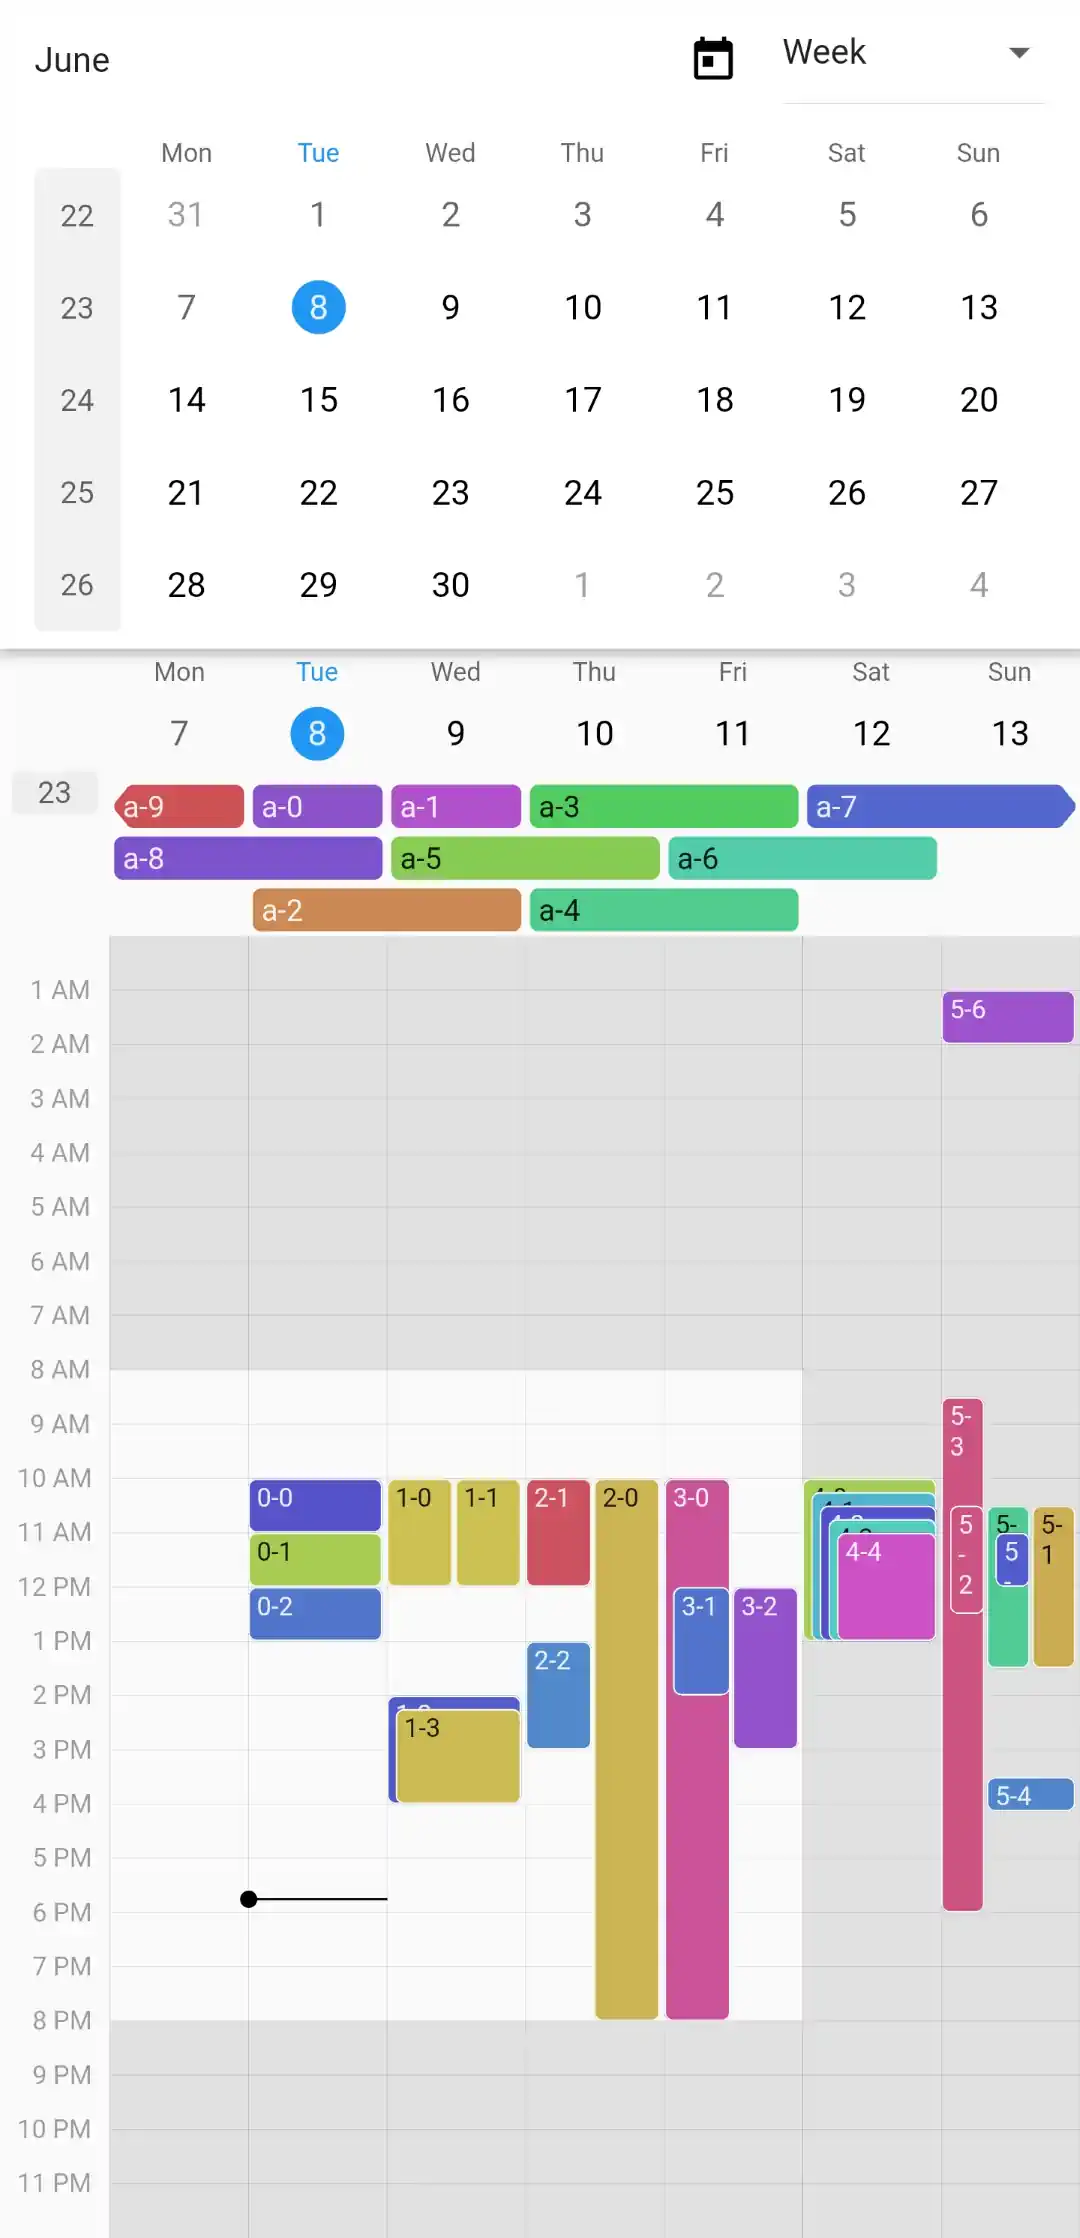 June
Week
Mon Tue Wed Thu Fri Sat Sun
22 31 1 2 3 4 5 6
23 7 8 9 10 11 12 13
24 14 15 16 17 18 19 20
25 21 22 23 24 25 26 27
26 28 29 30 1 2 3 4
Mon Tue Wed Thu Fri Sat Sun
7 8 9 10 11 12 13
23
a-9 a-0 a-1 a-3 a-7
a-8 a-5 a-6
a-2 a-4
1 AM
5-6
2 AM
3 AM
4 AM
5 AM
6 AM
7 AM
8 AM
9 AM
5-
3
10 AM
0-0 1-0 1-1 2-1 2-0 3-0
11 AM
5
-
2
5-
5-
1
0-1
4-4
5
12 PM
0-2
3-1 3-2
1 PM
2-2
2 PM
1-3
3 PM
4 PM
5-4
5 PM
6 PM
7 PM
8 PM
9 PM
10 PM
11 PM